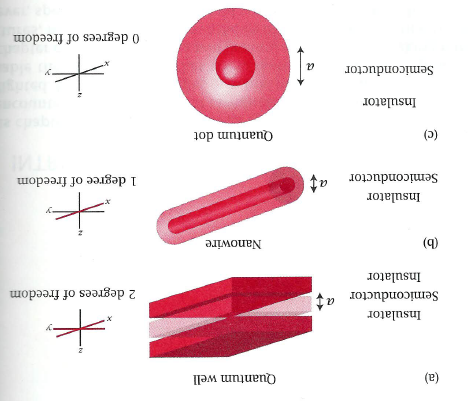 (a)
Quantum well
Insulator
Semiconductor
Insulator
a
z
y
x
2 degrees of freedom
(b)
Nanowire
Insulator
Semiconductor
a
z
y
x
1 degree of freedom
(c)
Quantum dot
Insulator
Semiconductor
a
z
y
x
0 degrees of freedom